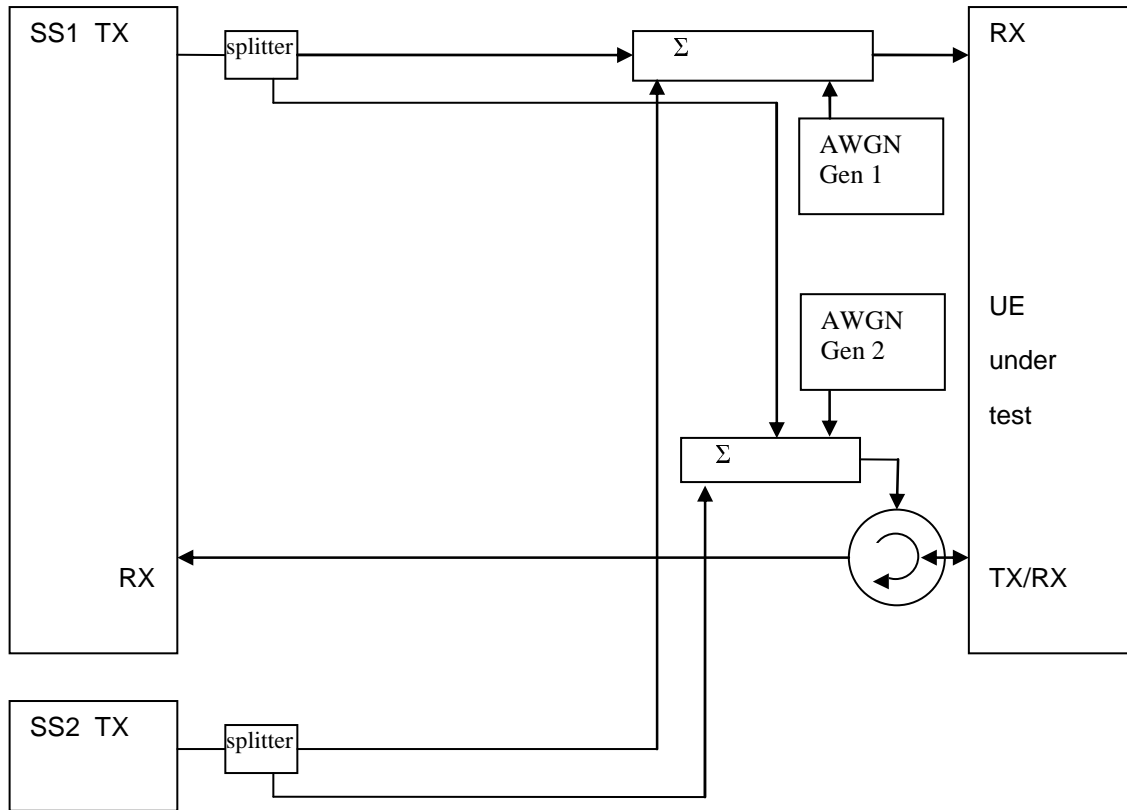 SS1 TX
splitter
Σ
RX
AWGN
Gen 1
AWGN
Gen 2
UE
under
test
Σ
RX
TX/RX
SS2 TX
splitter